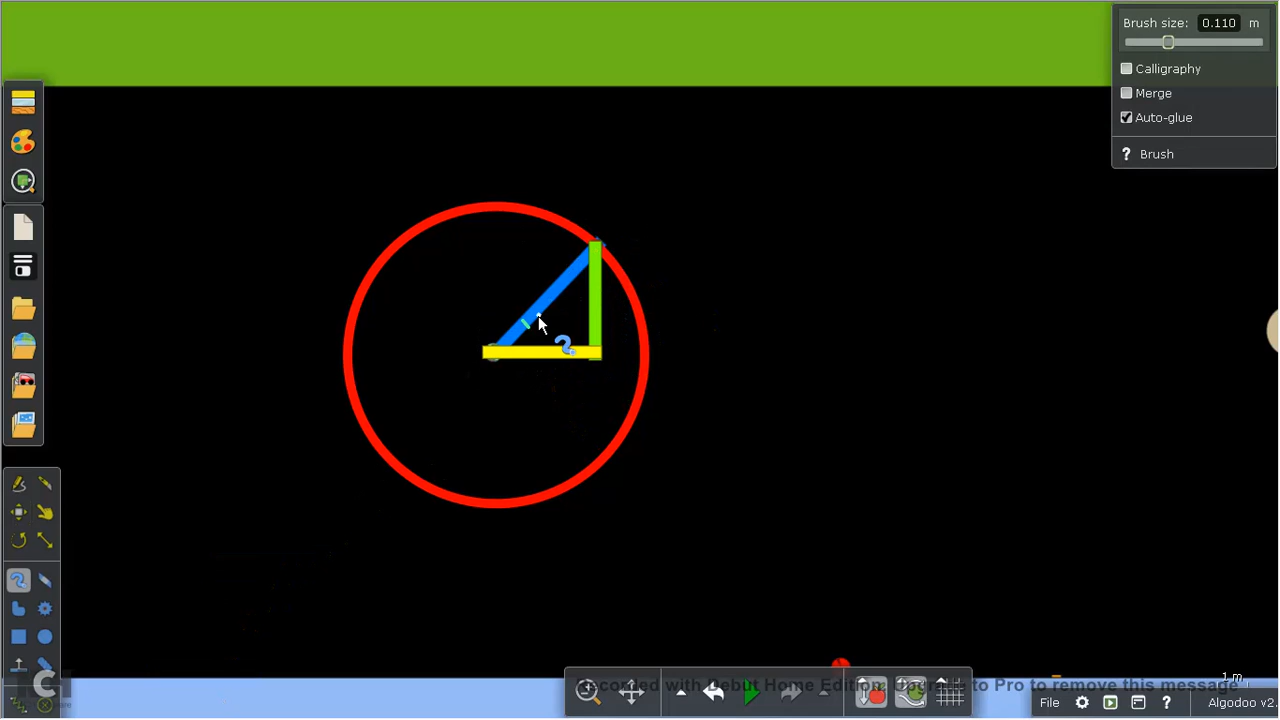 Brush size: 0.110 m
Calligraphy
Merge
Auto-glue
? Brush
1 m
Recorded with Debut Home Edition. Upgrade to Pro to remove this message
File
?
Algodoo v2